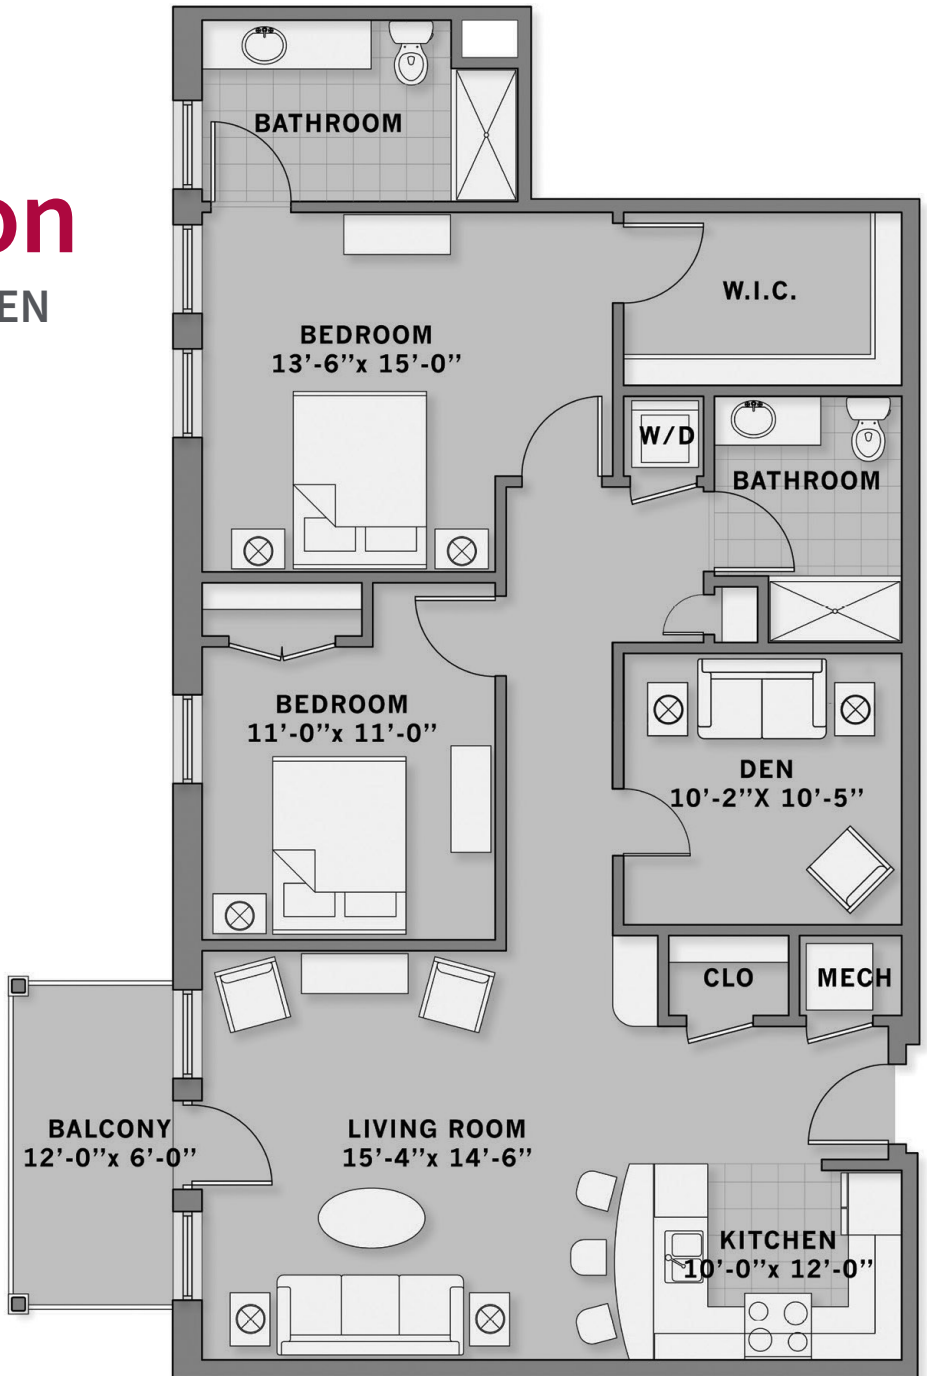 on
EN
BATHROOM
W.I.C.
BEDROOM
13’-6’’x 15’-0’’
W/D
BATHROOM
BEDROOM
11’-0’’x 11’-0’’
DEN
10’-2’’X 10’-5’’
CLO
MECH
BALCONY
12’-0’’x 6’-0’’
LIVING ROOM
15’-4’’x 14’-6’’
KITCHEN
10’-0’’x 12’-0’’